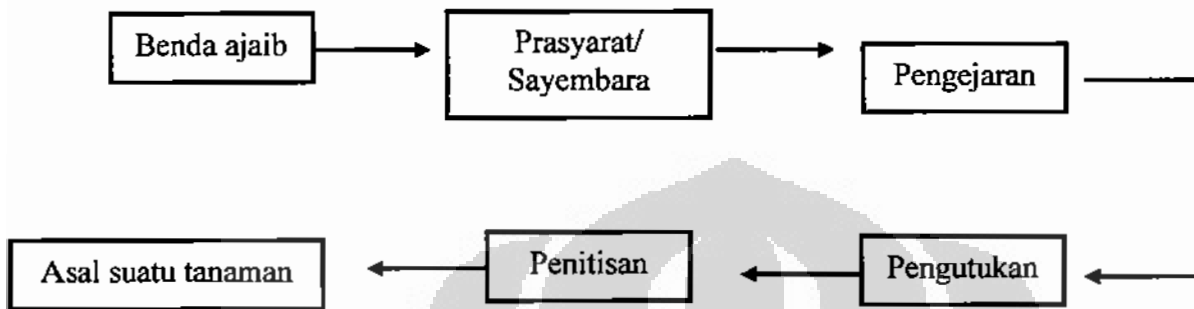 Benda ajaib
Prasyarat/
Sayembara
Pengejaran
Pengutukan
Penitisan
Asal suatu tanaman